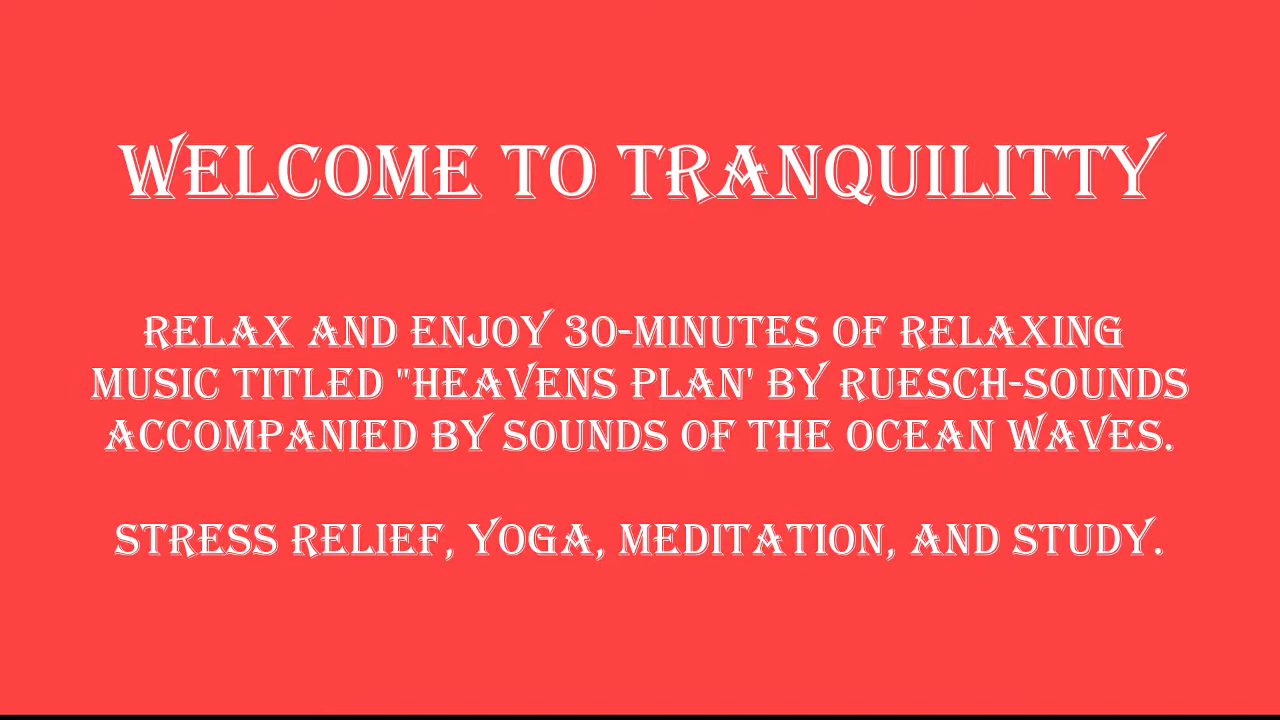 WELCOME TO TRANQUILITTY
RELAX AND ENJOY 30-MINUTES OF RELAXING
MUSIC TITLED "HEAVENS PLAN' BY RUESCH-SOUNDS
ACCOMPANIED BY SOUNDS OF THE OCEAN WAVES.
STRESS RELIEF, YOGA, MEDITATION, AND STUDY.